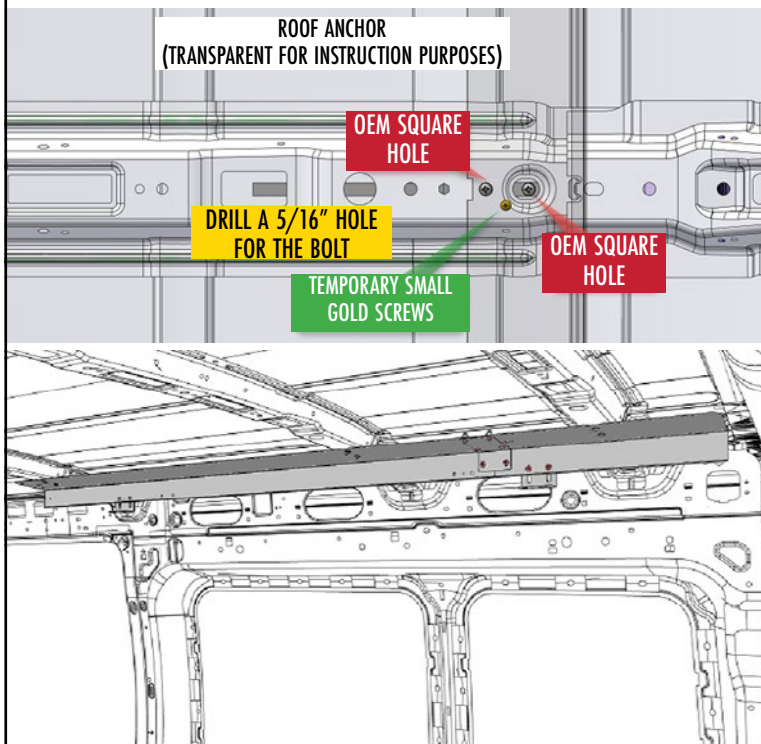 ROOF ANCHOR
(TRANSPARENT FOR INSTRUCTION PURPOSES)
OEM SQUARE
HOLE
DRILL A 5/16” HOLE
FOR THE BOLT
OEM SQUARE
HOLE
TEMPORARY SMALL
GOLD SCREWS